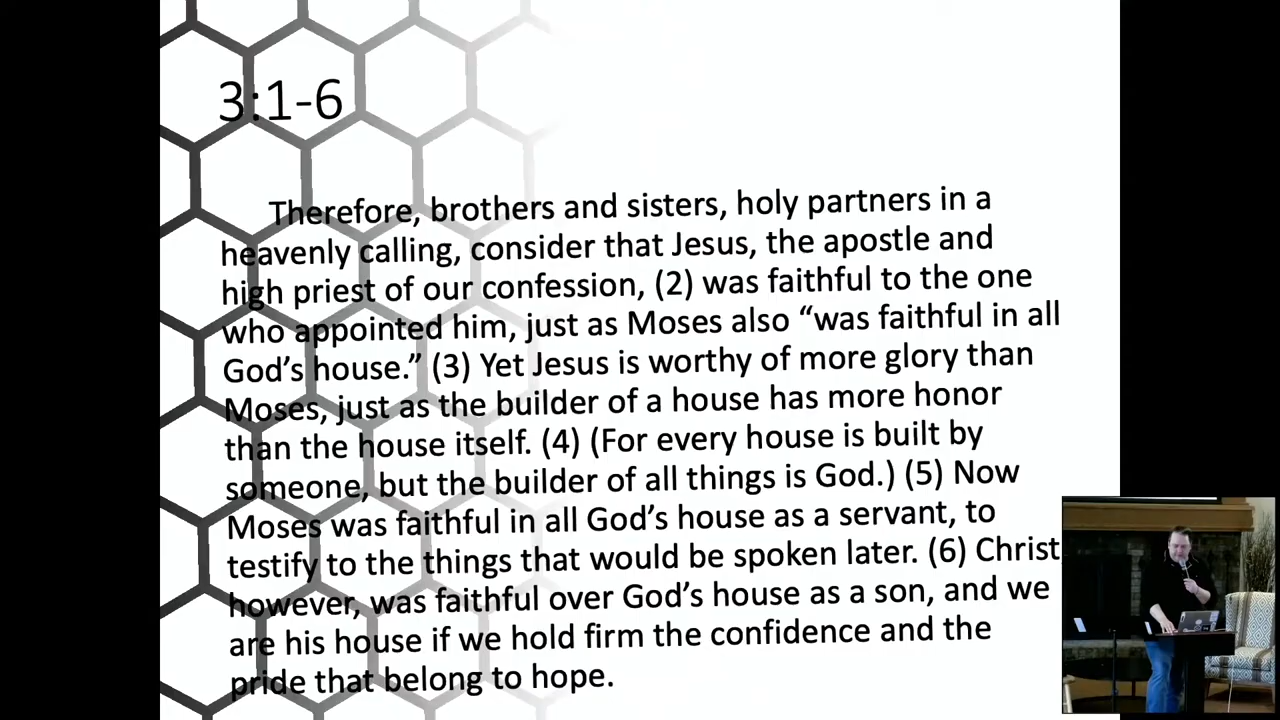 3:1-6
Therefore, brothers and sisters, holy partners in a
heavenly calling, consider that Jesus, the apostle and
high priest of our confession, (2) was faithful to the one
who appointed him, just as Moses also “was faithful in all
God’s house.” (3) Yet Jesus is worthy of more glory than
Moses, just as the builder of a house has more honor
than the house itself. (4) (For every house is built by
someone, but the builder of all things is God.) (5) Now
Moses was faithful in all God’s house as a servant, to
testify to the things that would be spoken later. (6) Christ
however, was faithful over God’s house as a son, and we
are his house if we hold firm the confidence and the
pride that belong to hope.